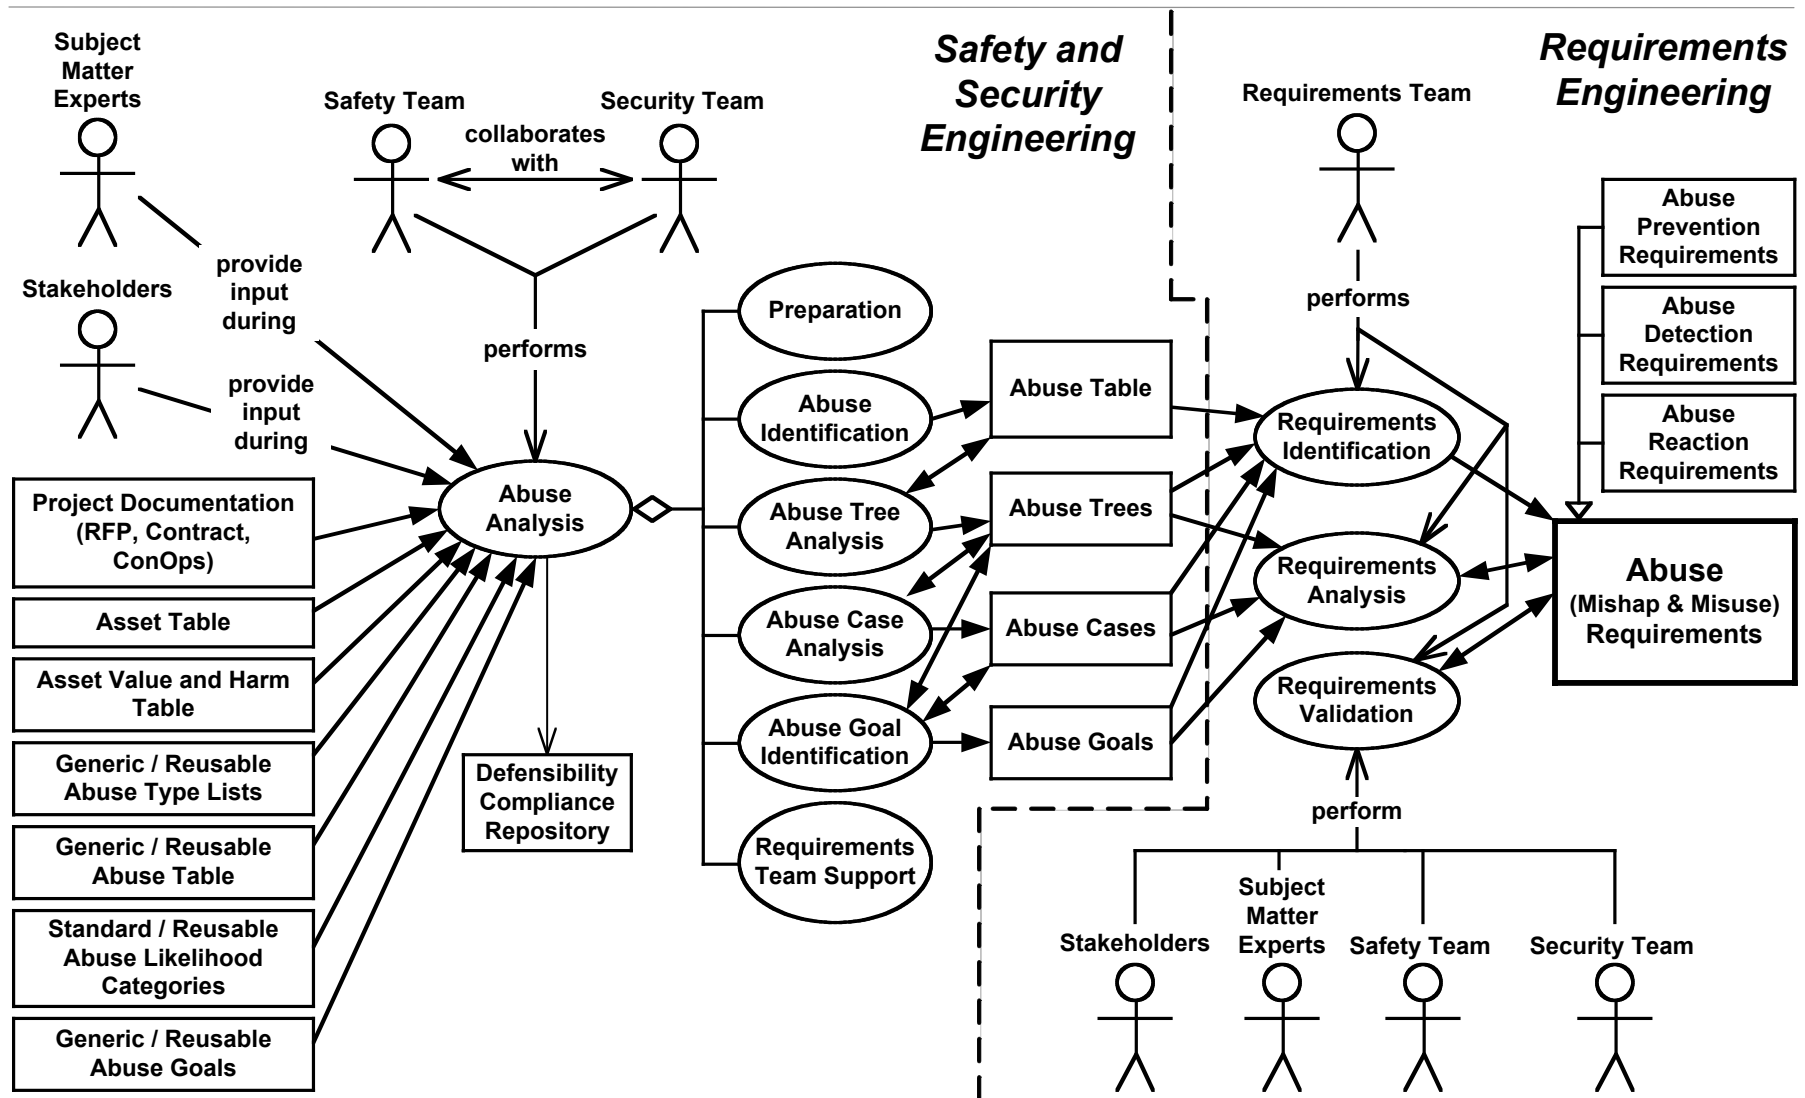 Subject
Matter
Experts
Safety Team
Security Team
collaborates
with
Safety and
Security
Engineering
Requirements Team
Requirements
Engineering
Stakeholders
provide
input
during
provide
input
during
performs
performs
Abuse
Prevention
Requirements
Abuse
Detection
Requirements
Abuse
Reaction
Requirements
Project Documentation
(RFP, Contract,
ConOps)
Asset Table
Asset Value and Harm
Table
Generic / Reusable
Abuse Type Lists
Generic / Reusable
Abuse Table
Standard / Reusable
Abuse Likelihood
Categories
Generic / Reusable
Abuse Goals
Abuse
Analysis
Defensibility
Compliance
Repository
Preparation
Abuse
Identification
Abuse Tree
Analysis
Abuse Case
Analysis
Abuse Goal
Identification
Requirements
Team Support
Abuse Table
Abuse Trees
Abuse Cases
Abuse Goals
Requirements
Identification
Requirements
Analysis
Requirements
Validation
Abuse
(Mishap & Misuse)
Requirements
perform
Stakeholders
Subject
Matter
Experts
Safety Team
Security Team